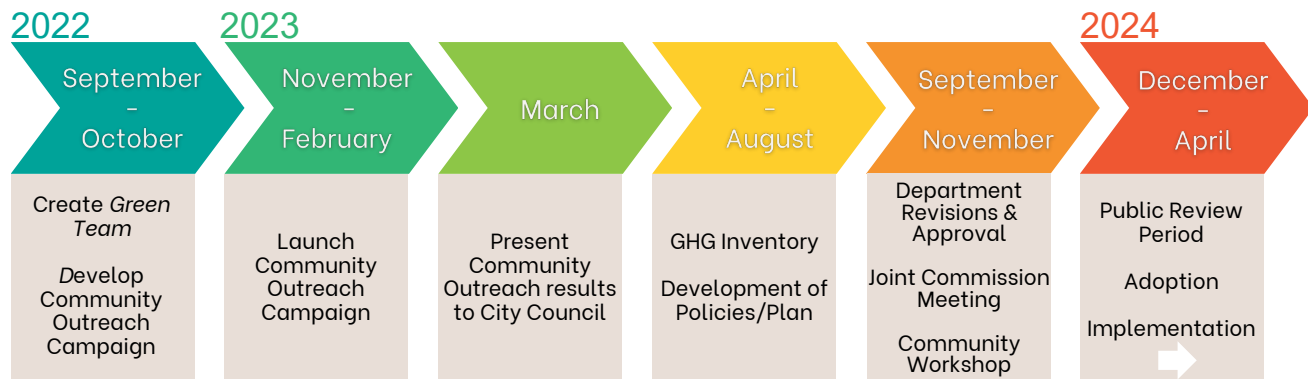 2022
2023
2024
September
–
October
November
–
February
March
April
–
August
September
–
November
December
–
April
Create Green
Team
Develop
Community
Outreach
Campaign
Launch
Community
Outreach
Campaign
Present
Community
Outreach results
to City Council
GHG Inventory
Development of
Policies/Plan
Department
Revisions &
Approval
Joint Commission
Meeting
Community
Workshop
Public Review
Period
Adoption
Implementation